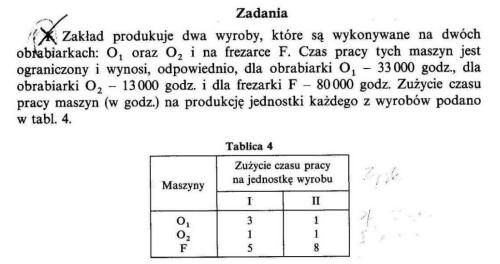 Zadania
Zakład produkuje dwa wyroby, które są wykonywane na dwóch
obrabiarkach: O₁ oraz O₂ i na frezarce F. Czas pracy tych maszyn jest
ograniczony i wynosi, odpowiednio, dla obrabiarki O₁ – 33 000 godz., dla
obrabiarki O₂ – 13 000 godz. i dla frezarki F – 80 000 godz. Zużycie czasu
pracy maszyn (w godz.) na produkcję jednostki każdego z wyrobów podano
w tabl. 4.
Tablica 4
Maszyny
Zużycie czasu pracy
na jednostkę wyrobu
I II
O₁ 3 1
O₂ 1 1
F 5 8